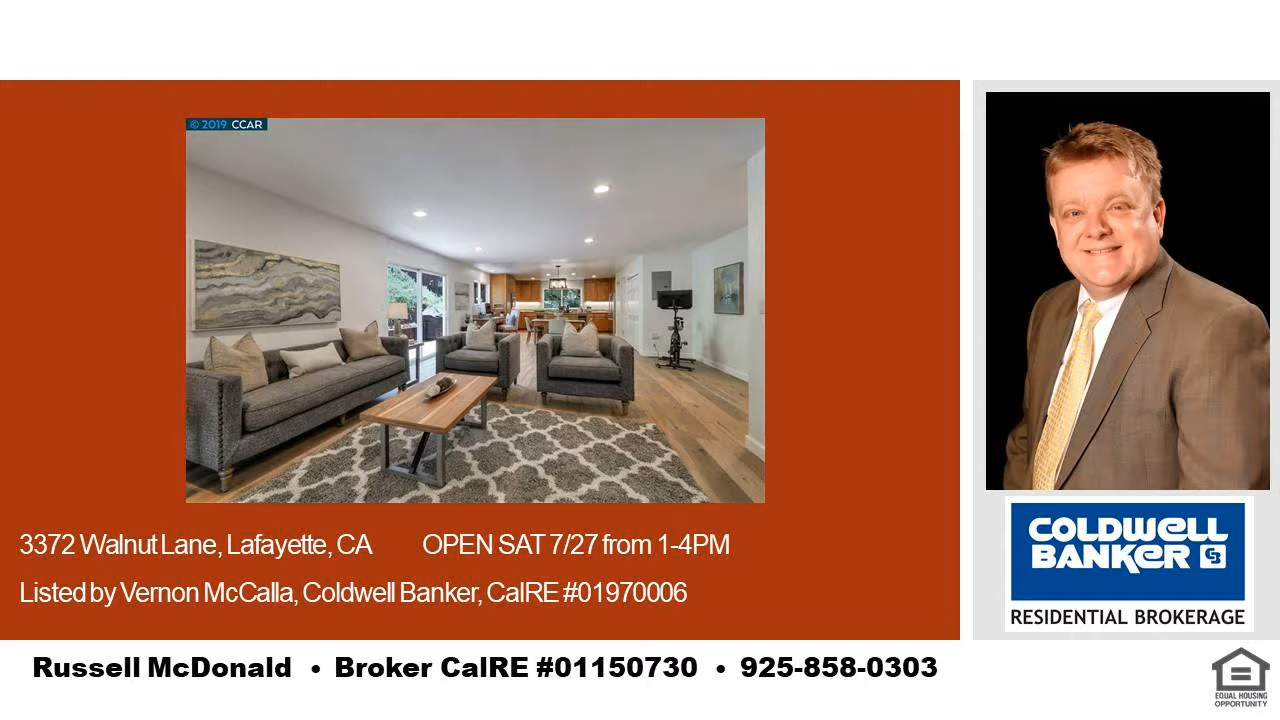 © 2019 CCAR
3372 Walnut Lane, Lafayette, CA OPEN SAT 7/27 from 1-4PM
Listed by Vernon McCalla, Coldwell Banker, CalRE #01970006
COLDWELL
BANKER CB
RESIDENTIAL BROKERAGE
Russell McDonald • Broker CalRE #01150730 • 925-858-0303
EQUAL HOUSING
OPPORTUNITY